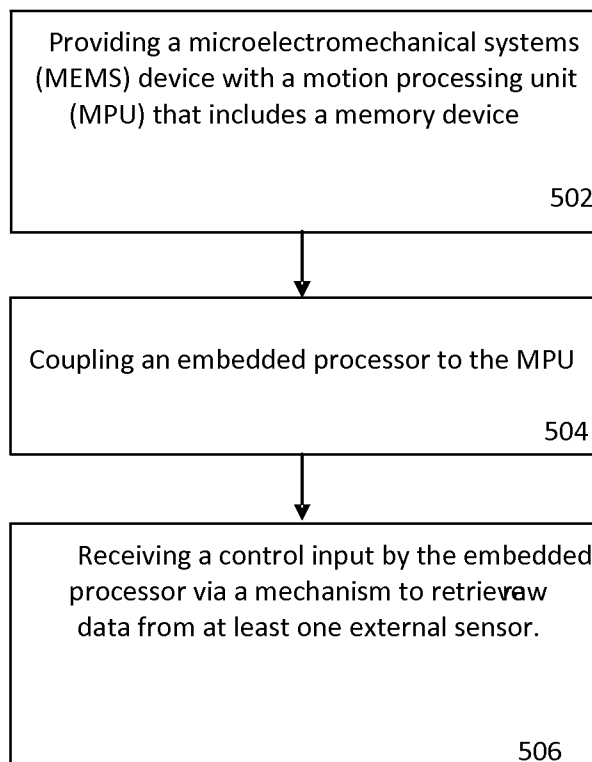 Providing a microelectromechanical systems
(MEMS) device with a motion processing unit
(MPU) that includes a memory device
502
Coupling an embedded processor to the MPU
504
Receiving a control input by the embedded
processor via a mechanism to retrieve raw
data from at least one external sensor.
506